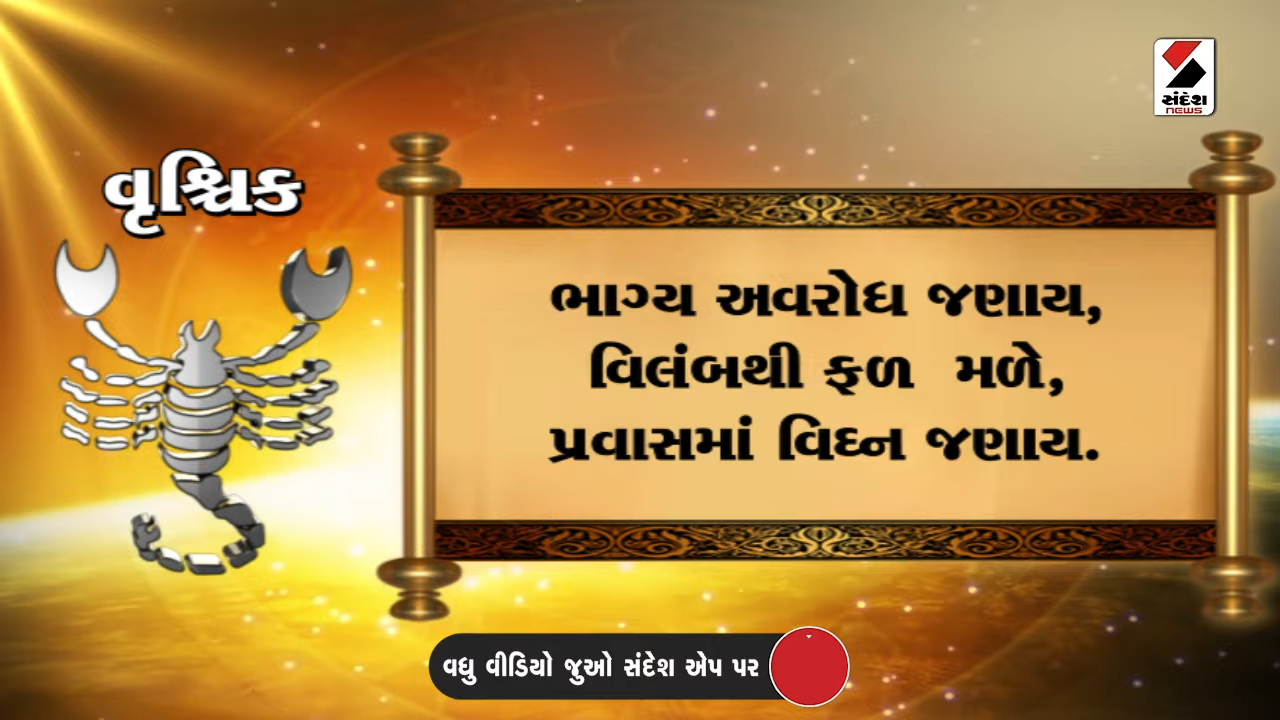 સંદેશ
NEWS
વૃશ્ચિક
ભાગ્ય અવરોધ જણાય,
વિલંબથી ફળ મળે,
પ્રવાસમાં વિઘ્ન જણાય.
વધુ વીડિયો જુઓ સંદેશ એપ પર